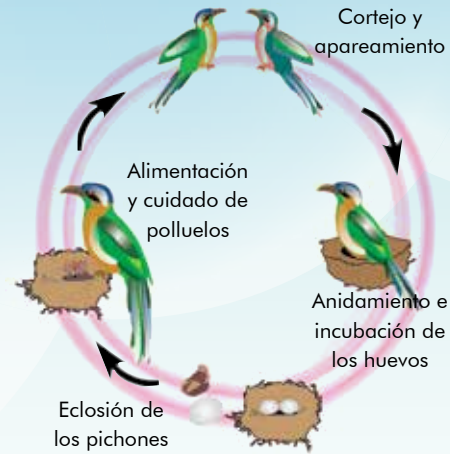 Cortejo y
apareamiento
Alimentación
y cuidado de
polluelos
Anidamiento e
incubación de
los huevos
Eclosión de
los pichones